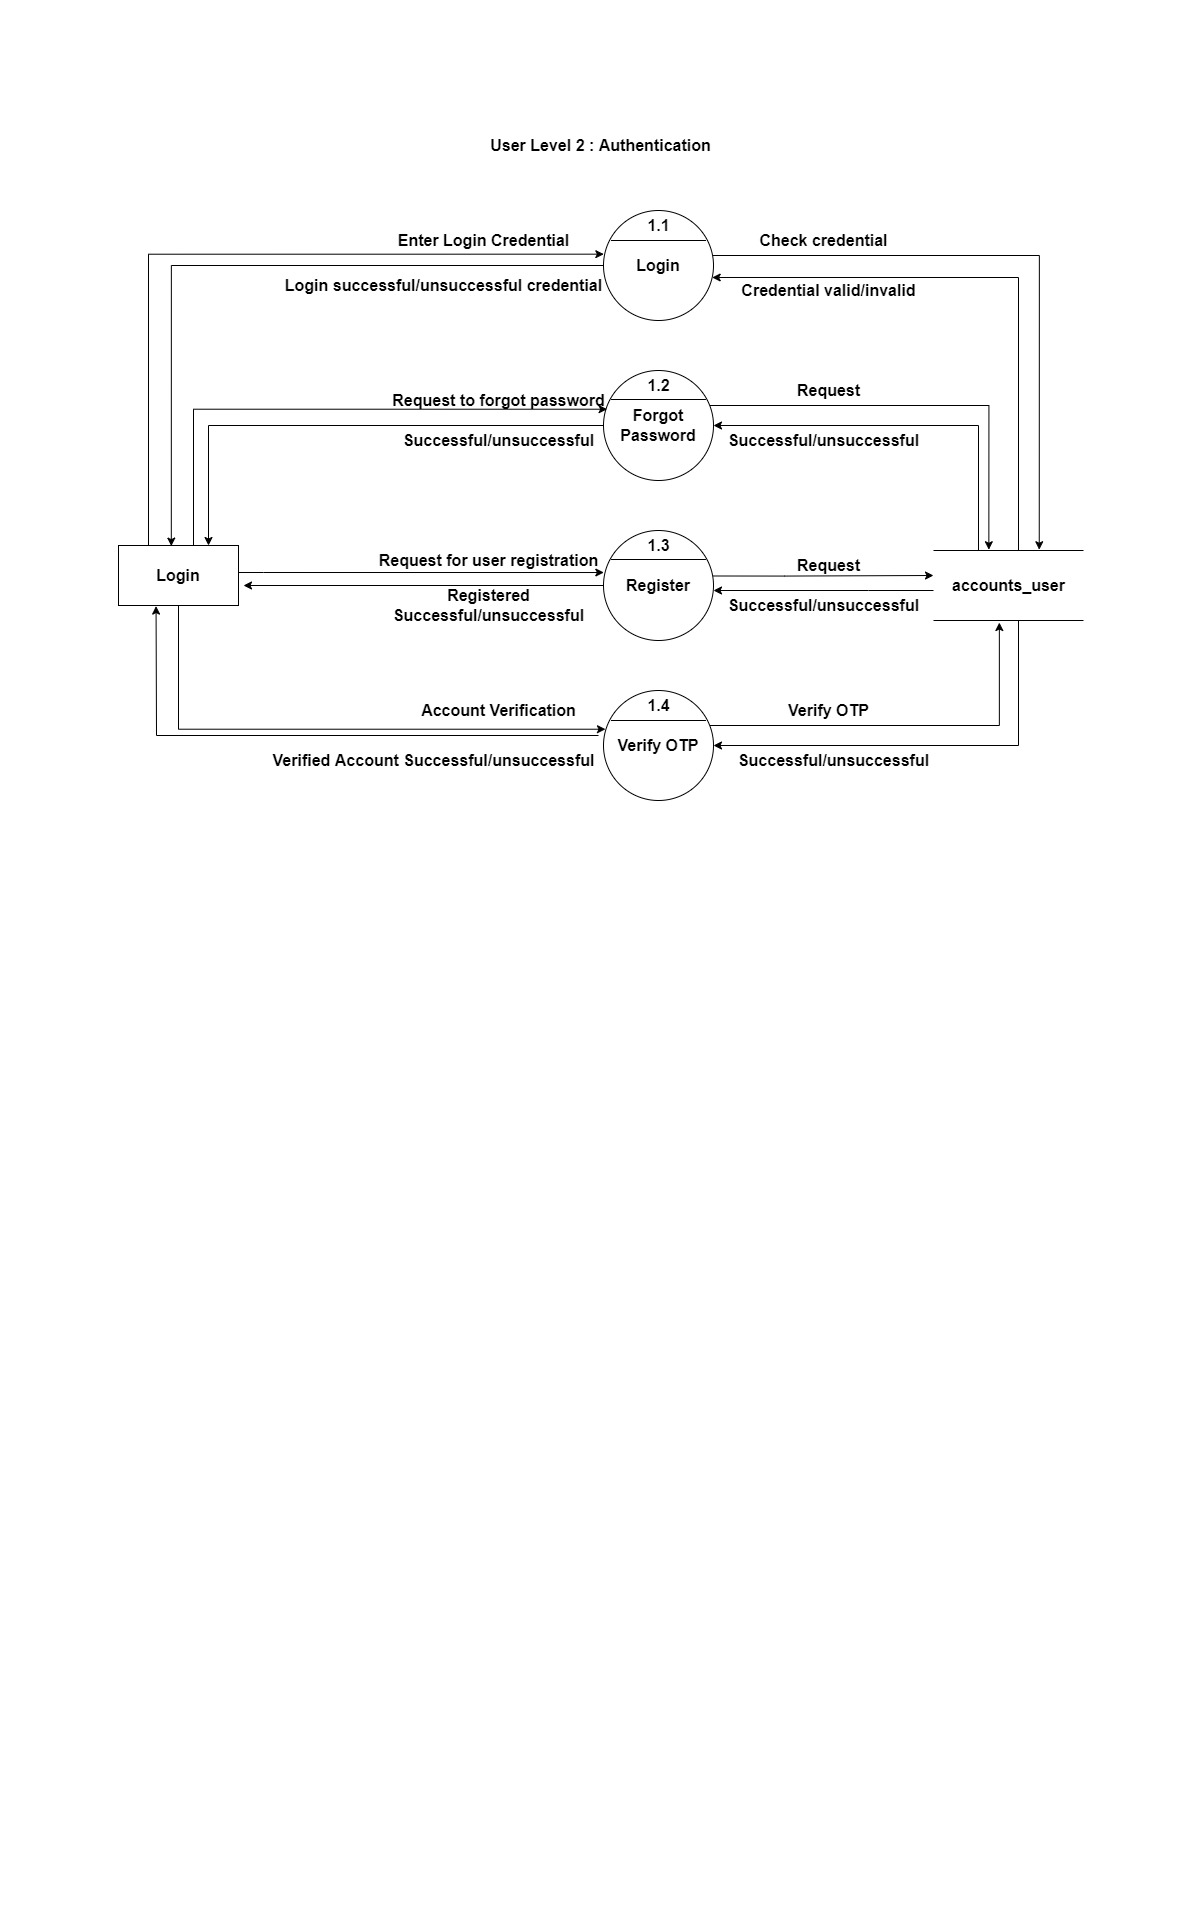 User Level 2 : Authentication
1.1
Enter Login Credential
Check credential
Login
Login successful/unsuccessful credential
Credential valid/invalid
1.2
Request to forgot password
Request
Forgot
Password
Successful/unsuccessful
Successful/unsuccessful
1.3
Request for user registration
Request
Login
Register
accounts_user
Registered
Successful/unsuccessful
Successful/unsuccessful
1.4
Account Verification
Verify OTP
Verify OTP
Verified Account Successful/unsuccessful
Successful/unsuccessful